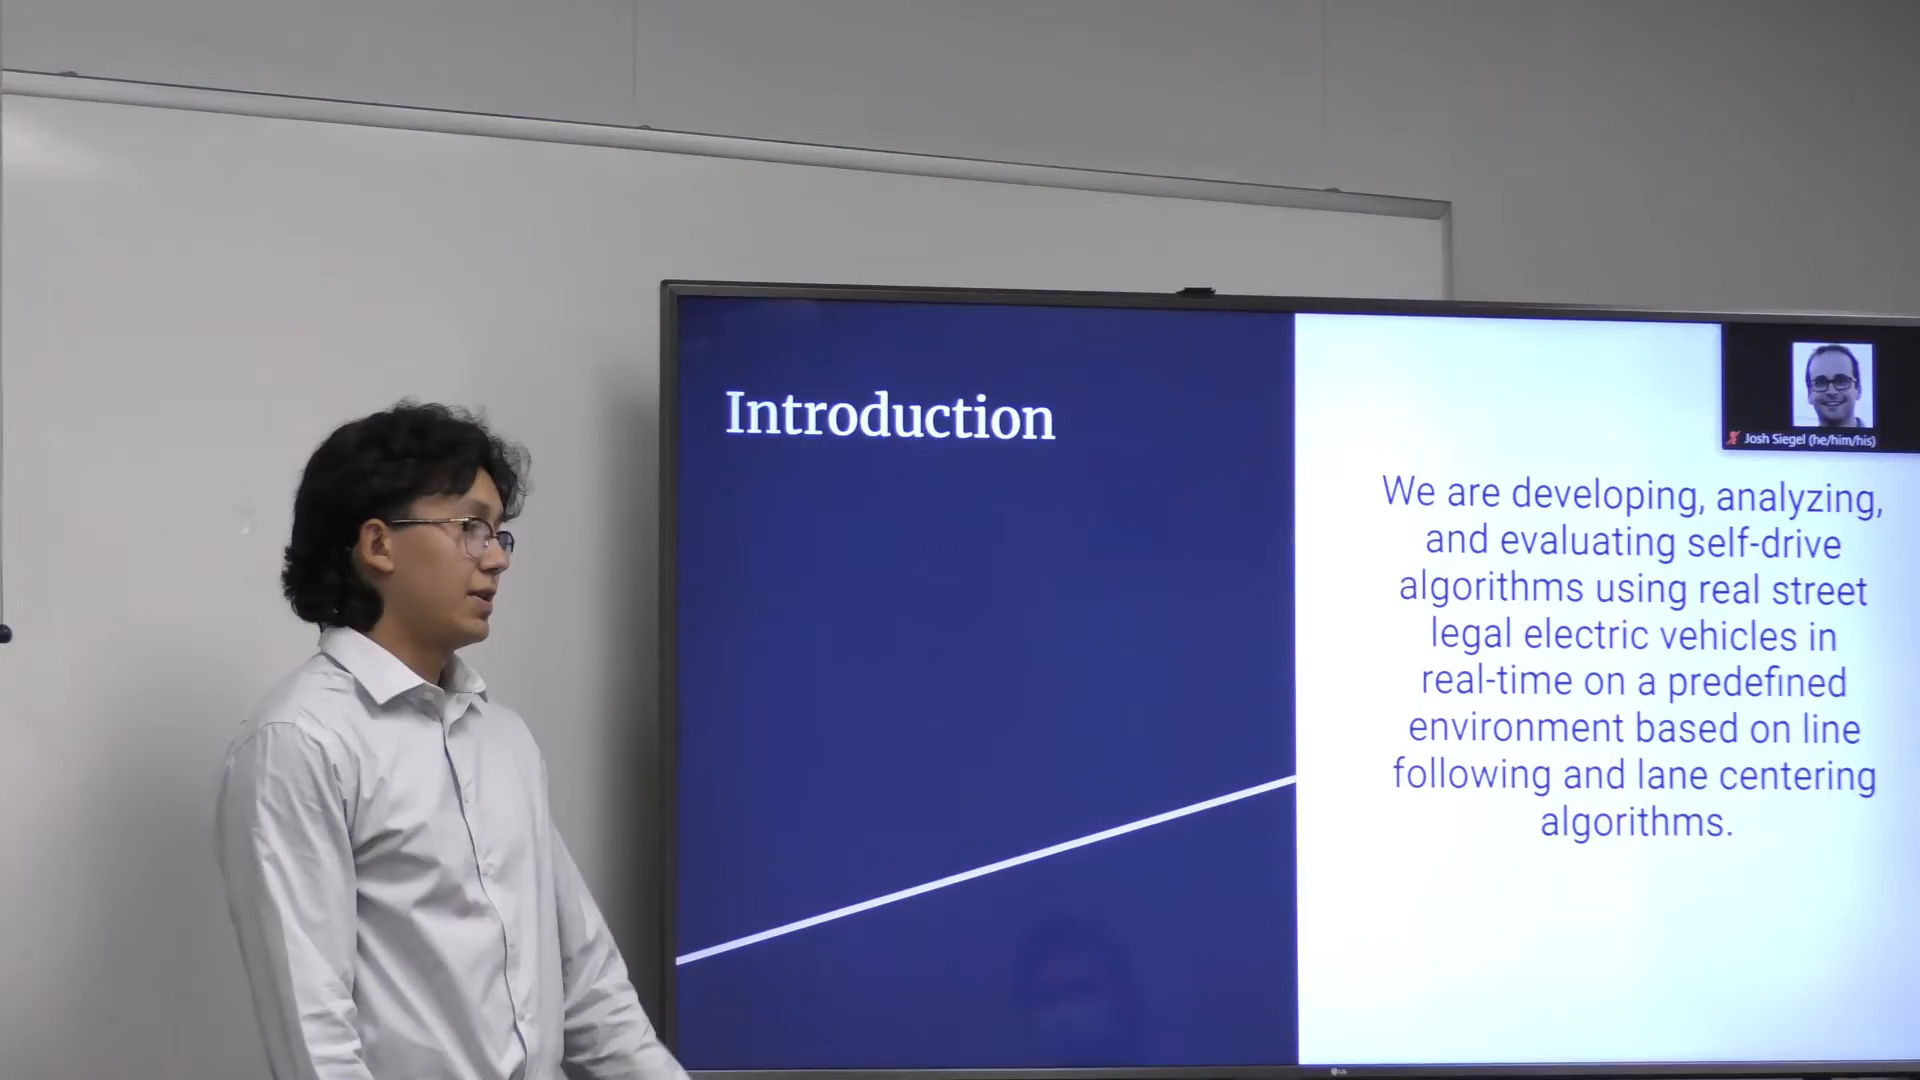 Introduction
Josh Siegel (he/him/his)
We are developing, analyzing,
and evaluating self-drive
algorithms using real street
legal electric vehicles in
real-time on a predefined
environment based on line
following and lane centering
algorithms.
LG